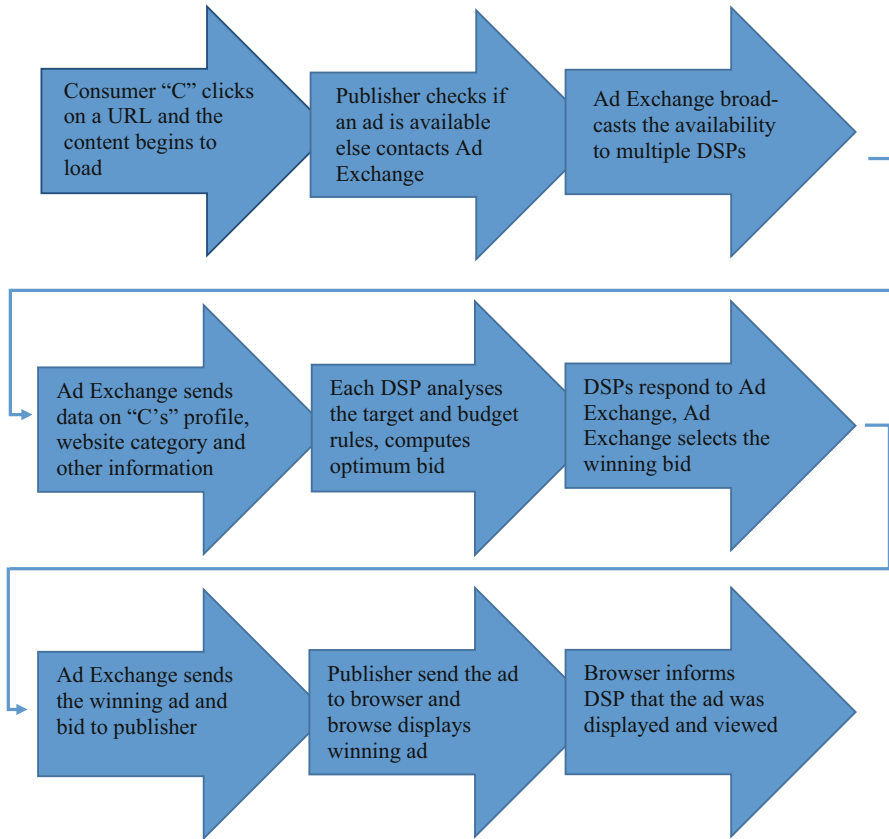 Consumer “C” clicks
on a URL and the
content begins to
load
Publisher checks if
an ad is available
else contacts Ad
Exchange
Ad Exchange broad-
casts the availability
to multiple DSPs
Ad Exchange sends
data on “C’s” profile,
website category and
other information
Each DSP analyses
the target and budget
rules, computes
optimum bid
DSPs respond to Ad
Exchange, Ad
Exchange selects the
winning bid
Ad Exchange sends
the winning ad and
bid to publisher
Publisher send the ad
to browser and
browse displays
winning ad
Browser informs
DSP that the ad was
displayed and viewed